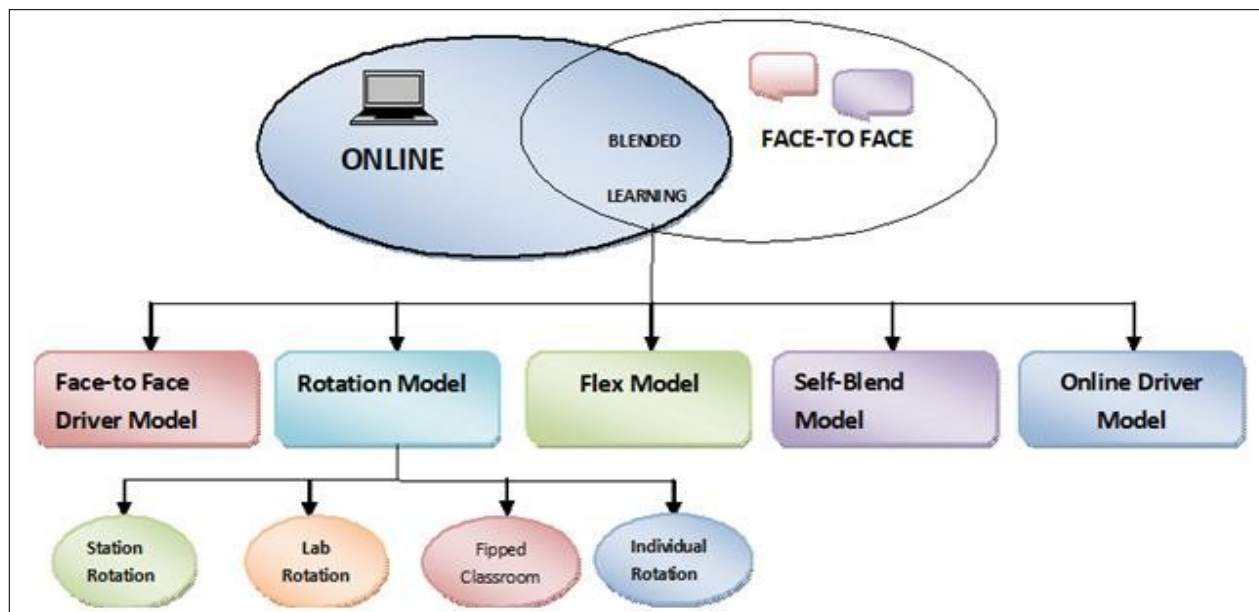 ONLINE
BLENDED
LEARNING
FACE-TO FACE
Face-to Face
Driver Model
Rotation Model
Flex Model
Self-Blend
Model
Online Driver
Model
Station
Rotation
Lab
Rotation
Fipped
Classroom
Individual
Rotation